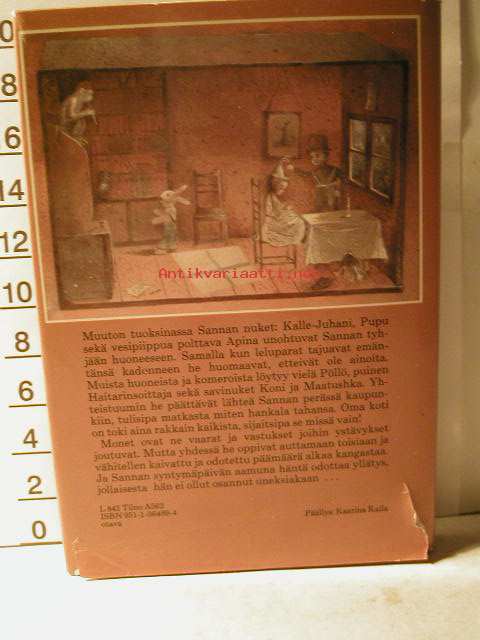 Antikvariaatti.net
Muuton tuoksinassa Sannan nuket: Kalle-Juhani, Pupu
sekä vesipiippua polttava Apina unohtuvat Sannan tyh-
jään huoneeseen. Samalla kun leluparat tajuavat emän-
tänsä kadonneen he huomaavat, etteivät ole ainoita.
Muista huoneista ja komeroista löytyy vielä Pöllö, puinen
Haitarinsoittaja sekä savinuket Koni ja Maatushka. Yh-
teistuumin he päättävät lähteä Sannan perässä kaupun-
kiin, tulipa matkasta miten hankala tahansa. Oma koti
on toki aina rakkain kaikista, sijaitsipa se missä vain!
Monet ovat ne vaarat ja vastukset joihin ystävykset
joutuvat. Mutta yhdessä he oppivat auttamaan toisiaan ja
vähitellen kaivattu ja odotettu päämäärä alkaa kangastaa.
Ja Sannan syntymäpäivän aamuna häntä odottaa yllätys,
jollaisesta hän ei ollut osannut uneksiakaan . . .
L 84.2 Tilno
ISBN 951-1-
otava
Päällys: Kaarina Kaila
0
8
6
14
12
10
8
6
4
2
0